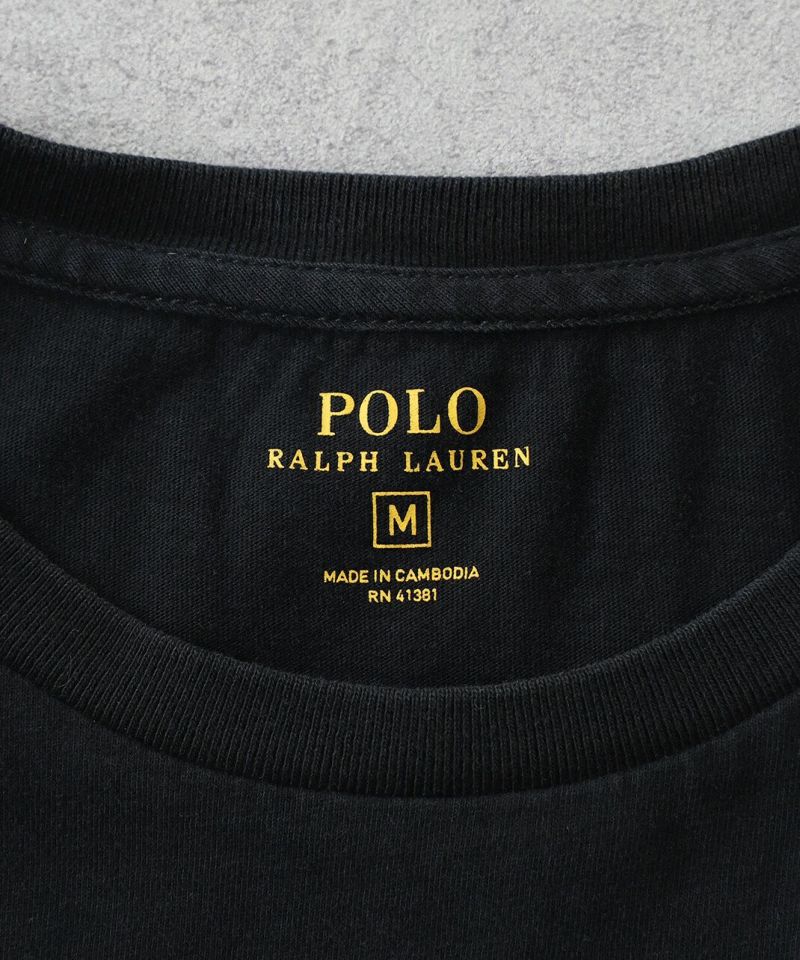 POLO
RALPH LAUREN
M
MADE IN CAMBODIA
RN 41381